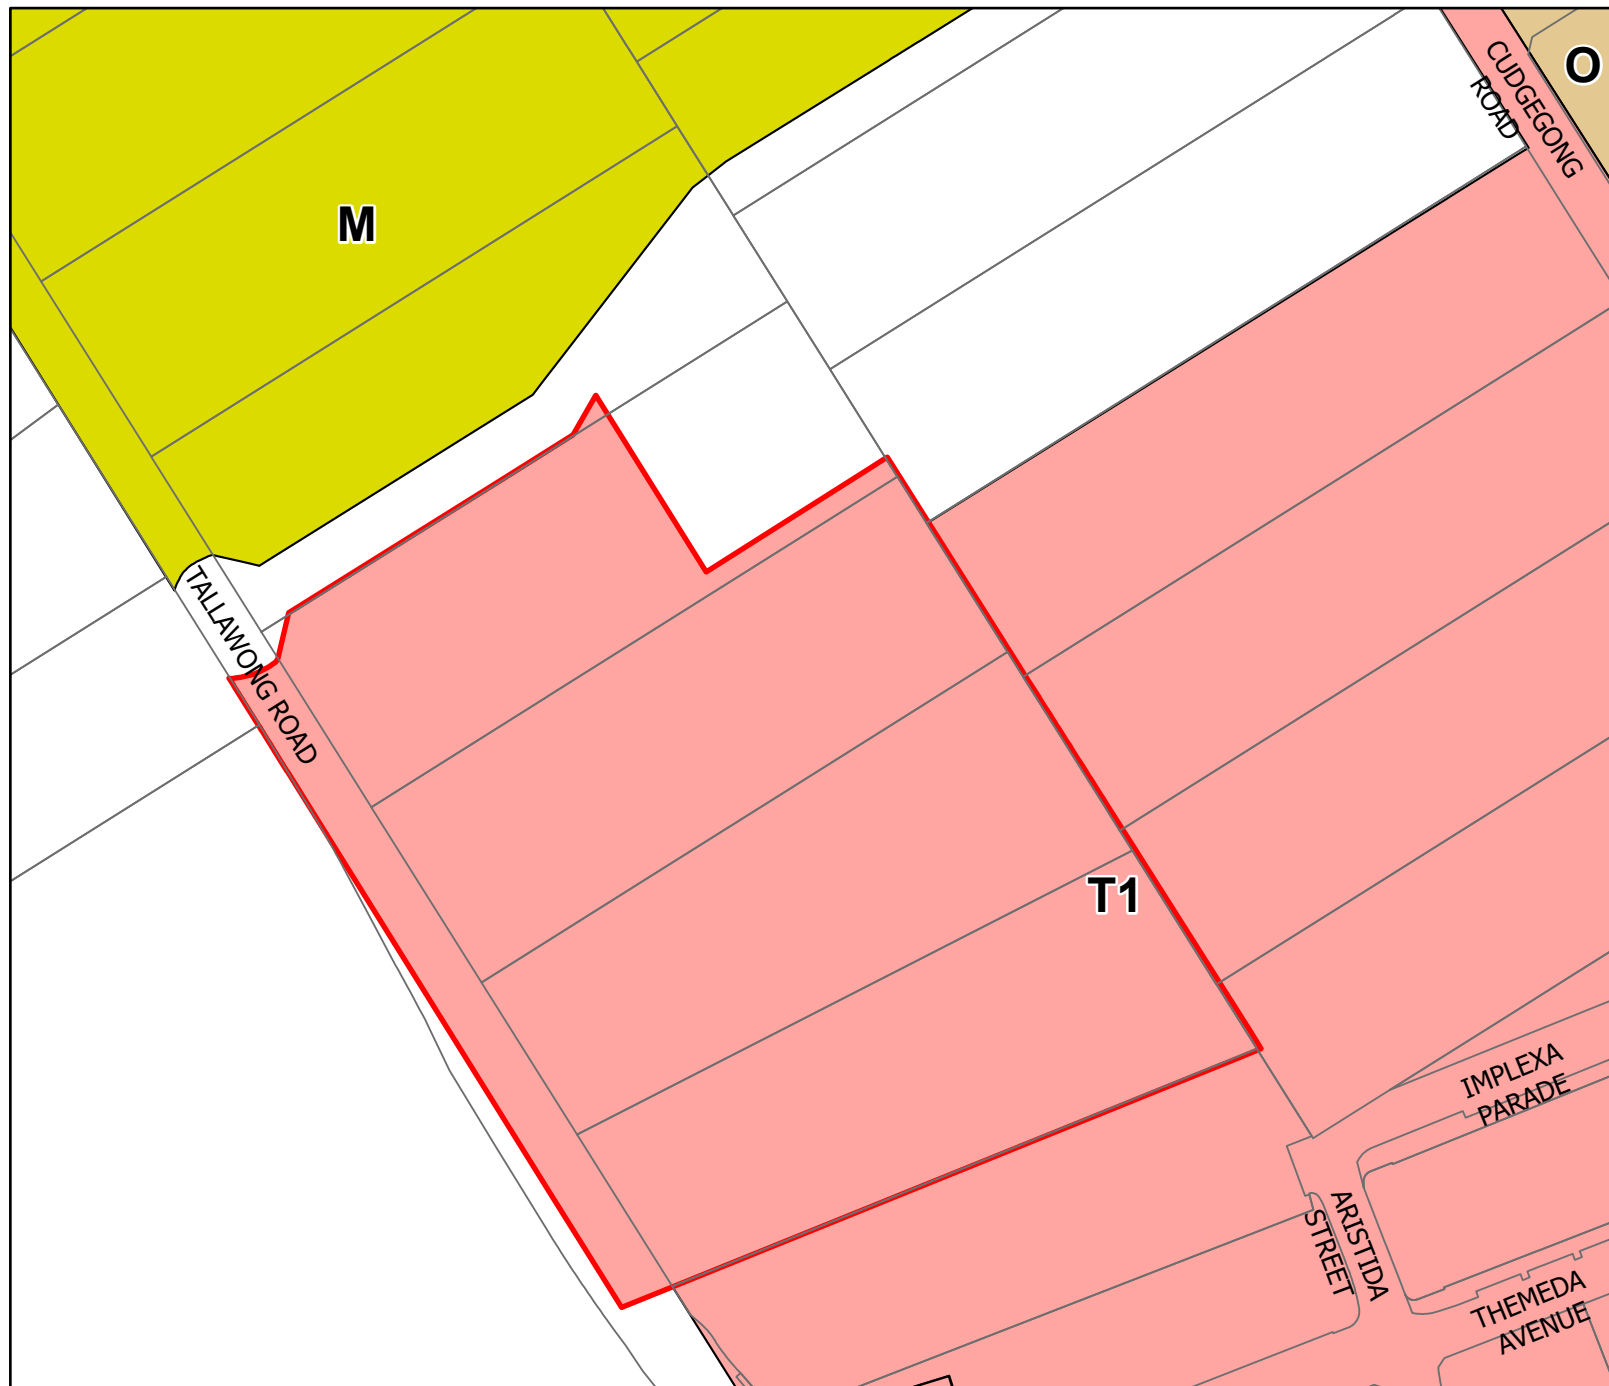 CUDGEGONG
ROAD
O
M
TALLAWONG ROAD
T1
IMPLEXA
PARADE
ARISTIDA
STREET
THEMEDA
AVENUE